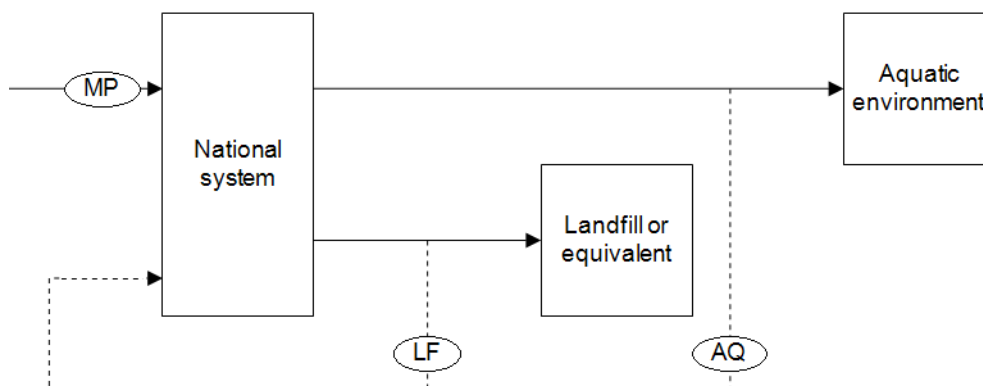 MP
National
system
Aquatic
environment
Landfill or
equivalent
LF
AQ